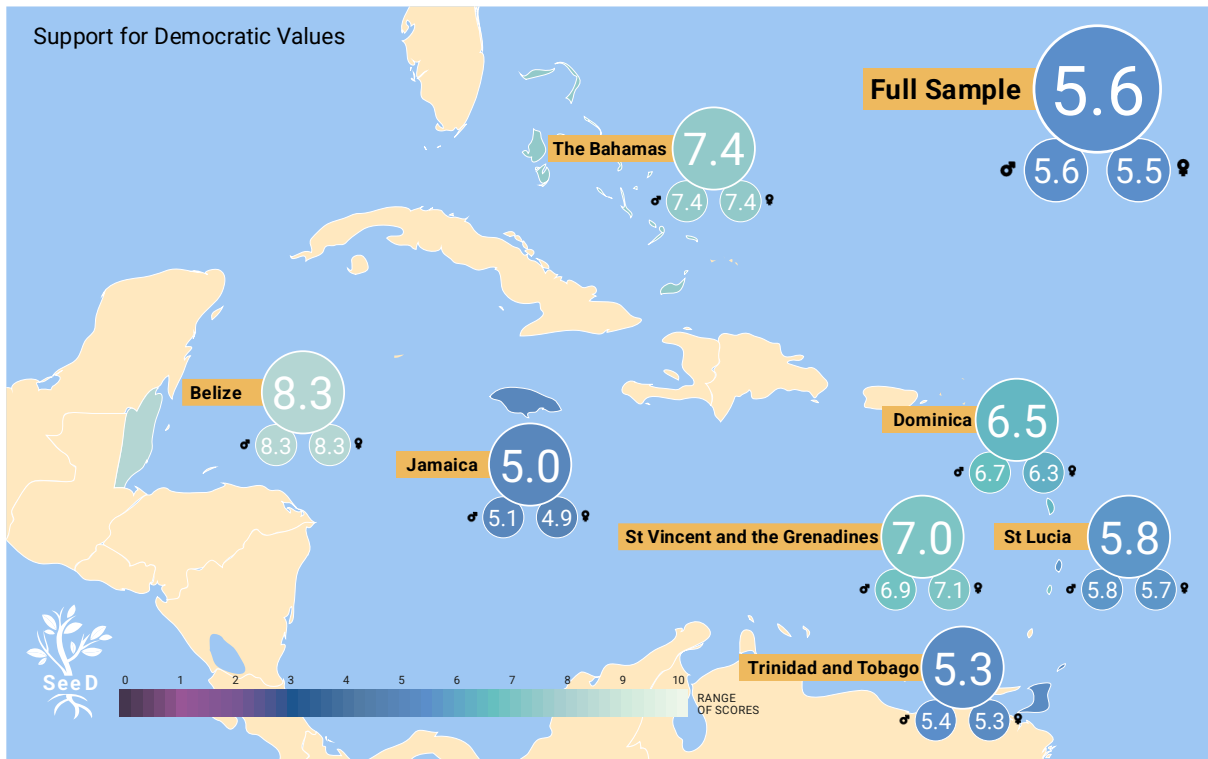 Support for Democratic Values
Full Sample
5.6
5.6
5.5
The Bahamas
7.4
7.4
7.4
Belize
8.3
8.3
8.3
Jamaica
5.0
5.1
4.9
Dominica
6.5
6.7
6.3
St Vincent and the Grenadines
7.0
6.9
7.1
St Lucia
5.8
5.8
5.7
Trinidad and Tobago
5.3
5.4
5.3
SeeD
0 1 2 3 4 5 6 7 8 9 10
RANGE
OF SCORES